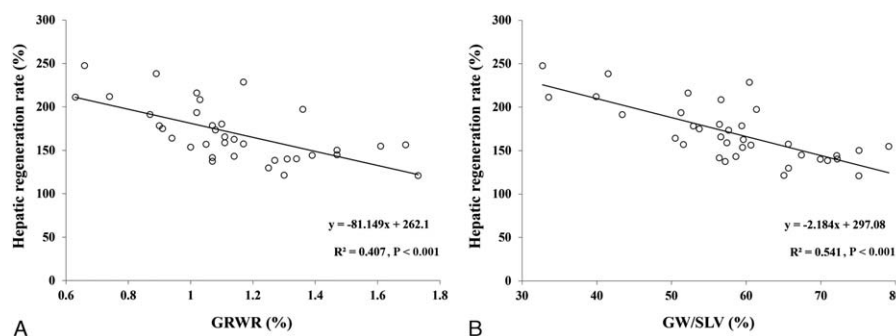 300
250
200
150
100
50
0
Hepatic regeneration rate (%)
y = -81.149x + 262.1
R² = 0.407, P < 0.001
0.6 0.8 1 1.2 1.4 1.6 1.8
A GRWR (%)
300
250
200
150
100
50
0
Hepatic regeneration rate (%)
y = -2.184x + 297.08
R² = 0.541, P < 0.001
30 40 50 60 70 80
B GW/SLV (%)